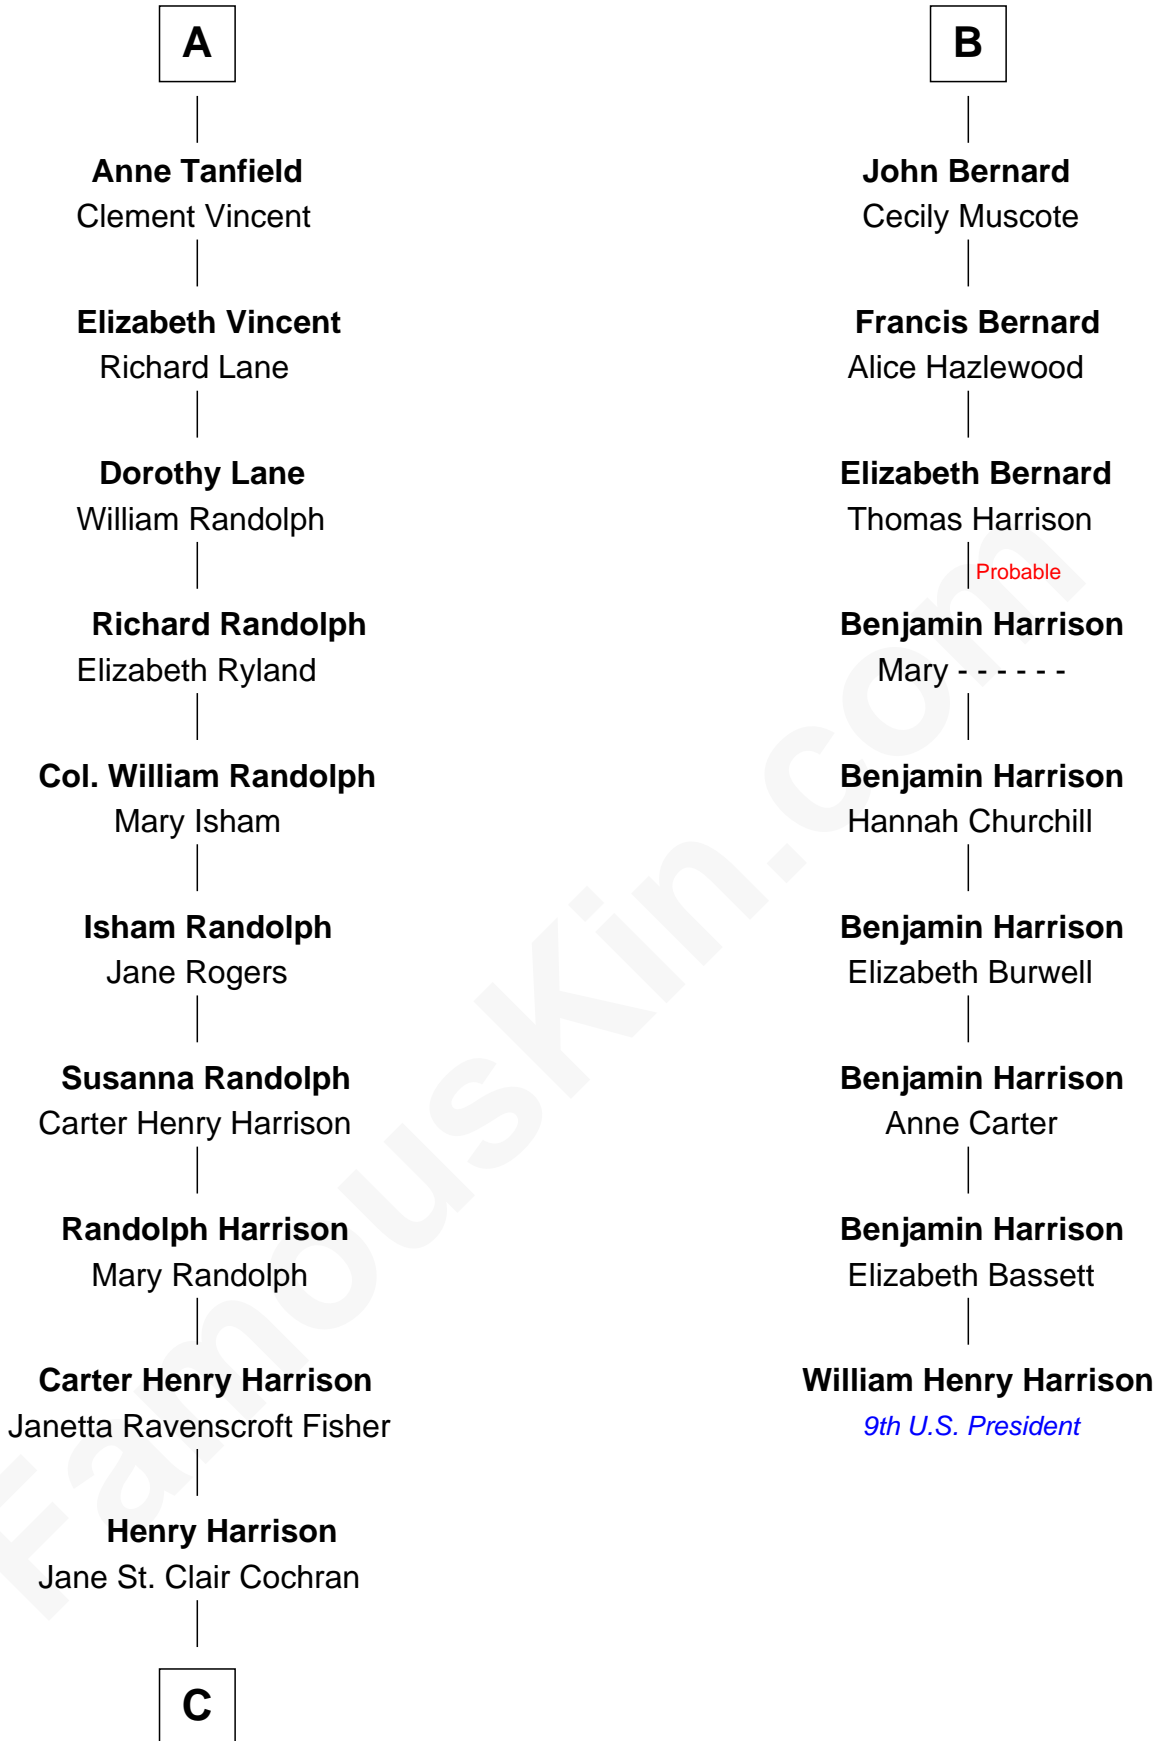 A
Anne Tanfield
Clement Vincent
Elizabeth Vincent
Richard Lane
Dorothy Lane
William Randolph
Richard Randolph
Elizabeth Ryland
Col. William Randolph
Mary Isham
Isham Randolph
Jane Rogers
Susanna Randolph
Carter Henry Harrison
Randolph Harrison
Mary Randolph
Carter Henry Harrison
Janetta Ravenscroft Fisher
Henry Harrison
Jane St. Clair Cochran
C
B
John Bernard
Cecily Muscote
Francis Bernard
Alice Hazlewood
Elizabeth Bernard
Thomas Harrison
Probable
Benjamin Harrison
Mary - - - - - -
Benjamin Harrison
Hannah Churchill
Benjamin Harrison
Elizabeth Burwell
Benjamin Harrison
Anne Carter
Benjamin Harrison
Elizabeth Bassett
William Henry Harrison
9th U.S. President
FamousKin.com